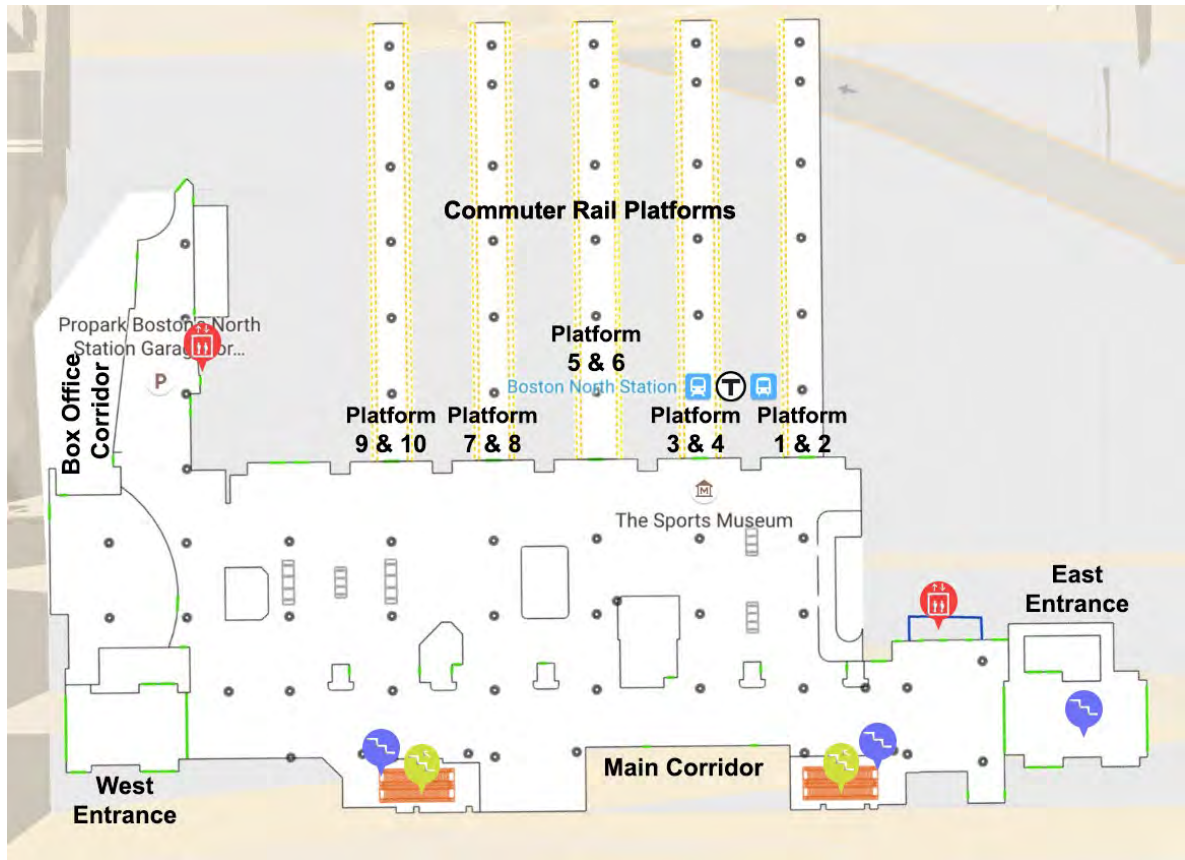 Commuter Rail Platforms
Propark Boston's North
Station Garage
P
Box Office
Corridor
Platform
5 & 6
Boston North Station
T
Platform
9 & 10
Platform
7 & 8
Platform
3 & 4
Platform
1 & 2
M
The Sports Museum
East
Entrance
West
Entrance
Main Corridor